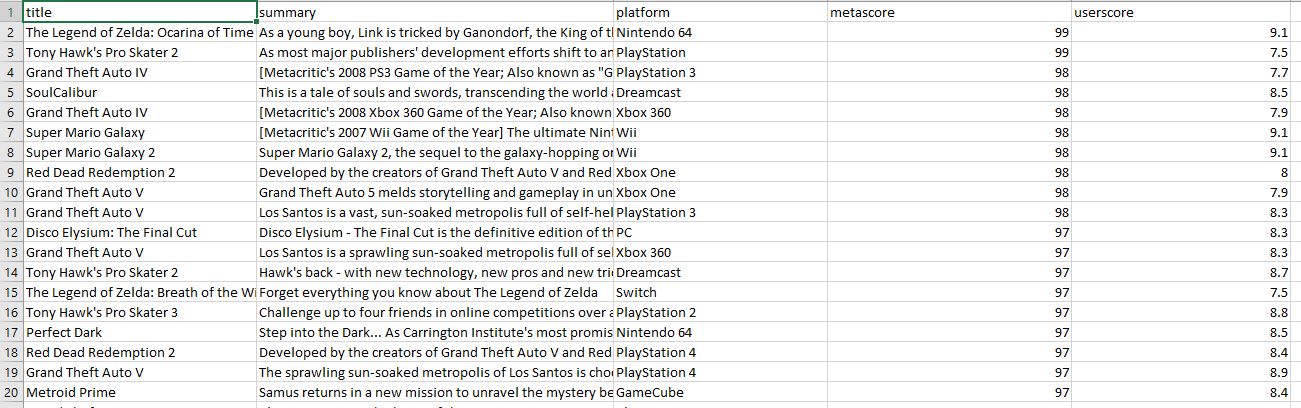 1 title summary platform metascore userscore
2 The Legend of Zelda: Ocarina of Time As a young boy, Link is tricked by Ganondorf, the King of Nintendo 64 99 9.1
3 Tony Hawk's Pro Skater 2 As most major publishers' development efforts shift to PlayStation 99 7.5
4 Grand Theft Auto IV [Metacritic's 2008 PS3 Game of the Year; Also known as "G PlayStation 3 98 7.7
5 SoulCalibur This is a tale of souls and swords, transcending the world Dreamcast 98 8.5
6 Grand Theft Auto IV [Metacritic's 2008 Xbox 360 Game of the Year; Also known Xbox 360 98 7.9
7 Super Mario Galaxy [Metacritic's 2007 Wii Game of the Year] The ultimate Wii 98 9.1
8 Super Mario Galaxy 2 Super Mario Galaxy 2, the sequel to the galaxy-hopping Wii 98 9.1
9 Red Dead Redemption 2 Developed by the creators of Grand Theft Auto V and Red Xbox One 98 8
10 Grand Theft Auto V Grand Theft Auto 5 melds storytelling and gameplay in Xbox One 98 7.9
11 Grand Theft Auto V Los Santos is a vast, sun-soaked metropolis full of PlayStation 3 98 8.3
12 Disco Elysium: The Final Cut Disco Elysium - The Final Cut is the definitive edition of PC 97 8.3
13 Grand Theft Auto V Los Santos is a sprawling sun-soaked metropolis full of Xbox 360 97 8.3
14 Tony Hawk's Pro Skater 2 Hawk's back - with new technology, new pros and new Dreamcast 97 8.7
15 The Legend of Zelda: Breath of the Forget everything you know about The Legend of Zelda Switch 97 7.5
16 Tony Hawk's Pro Skater 3 Challenge up to four friends in online competitions over PlayStation 2 97 8.8
17 Perfect Dark Step into the Dark... As Carrington Institute's most Nintendo 64 97 8.5
18 Red Dead Redemption 2 Developed by the creators of Grand Theft Auto V and Red PlayStation 4 97 8.4
19 Grand Theft Auto V The sprawling sun-soaked metropolis of Los Santos is PlayStation 4 97 8.9
20 Metroid Prime Samus returns in a new mission to unravel the mystery GameCube 97 8.4